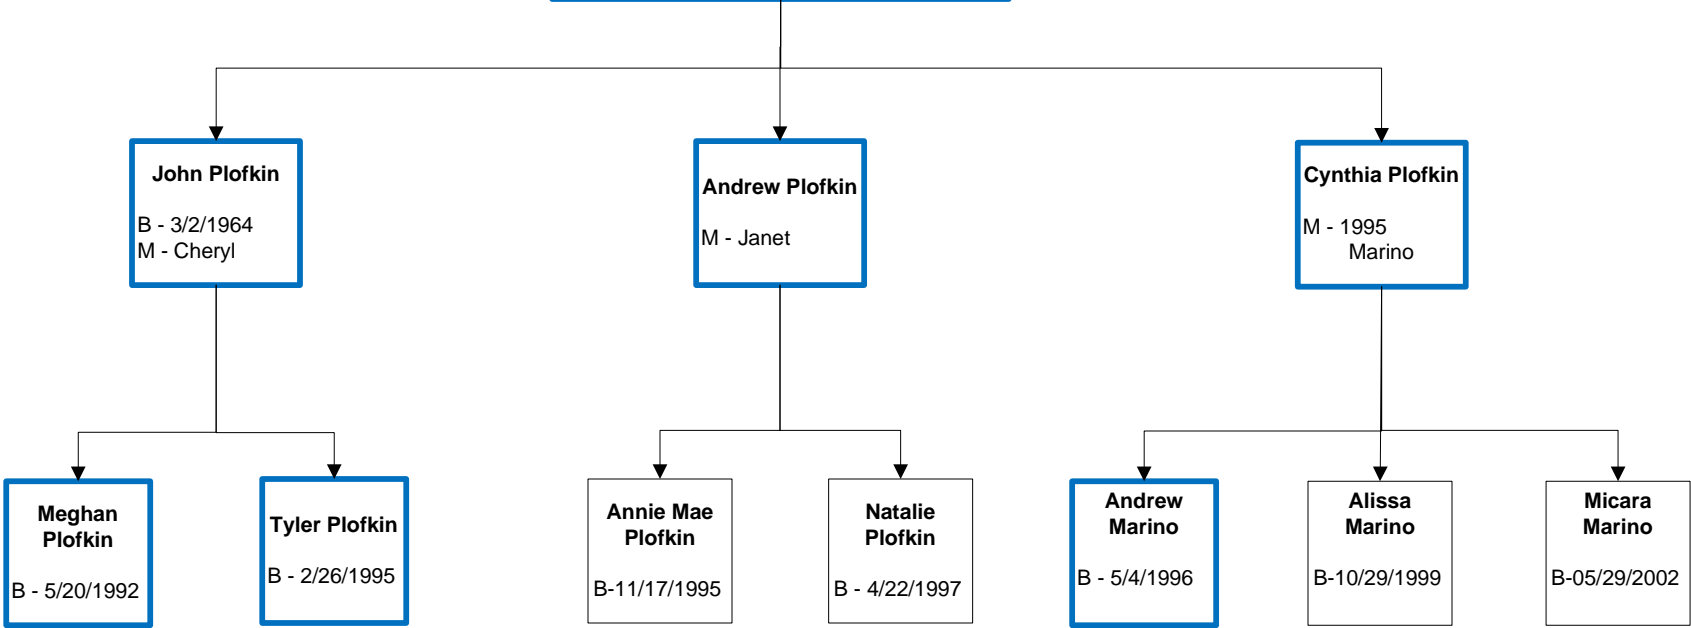 John Plofkin
B - 3/2/1964
M - Cheryl
Andrew Plofkin
M - Janet
Cynthia Plofkin
M - 1995
Marino
Meghan
Plofkin
B - 5/20/1992
Tyler Plofkin
B - 2/26/1995
Annie Mae
Plofkin
B-11/17/1995
Natalie
Plofkin
B - 4/22/1997
Andrew
Marino
B - 5/4/1996
Alissa
Marino
B-10/29/1999
Micara
Marino
B-05/29/2002